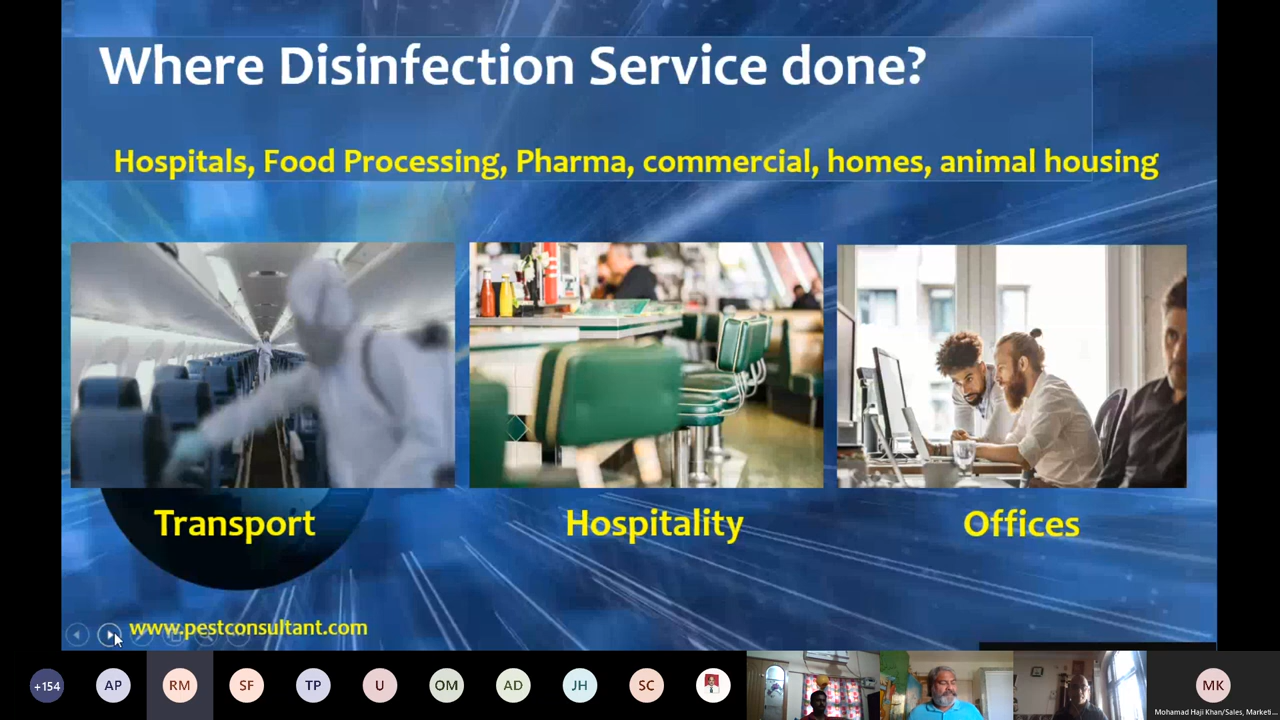 Where Disinfection Service done?
Hospitals, Food Processing, Pharma, commercial, homes, animal housing
Transport
Hospitality
Offices
www.pestconsultant.com
+154
AP
RM
SF
TP
U
OM
AD
JH
SC
MK
Mohamad Haji Khan/Sales, Marketi...